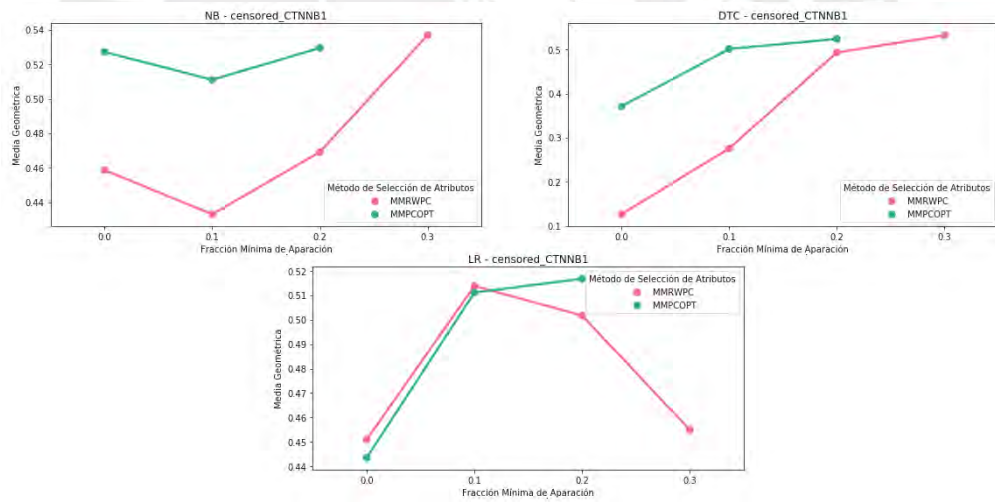 NB - censored_CTNNB1
0.54
0.52
0.50
0.48
0.46
0.44
Media Geométrica
Método de Selección de Atributos
MMRWPC
MMPCOPT
0.0 0.1 0.2 0.3
Fracción Mínima de Aparación
DTC - censored_CTNNB1
0.5
0.4
0.3
0.2
0.1
Media Geométrica
Método de Selección de Atributos
MMRWPC
MMPCOPT
0.0 0.1 0.2 0.3
Fracción Mínima de Aparación
LR - censored_CTNNB1
0.52
0.51
0.50
0.49
0.48
0.47
0.46
0.45
0.44
Media Geométrica
Método de Selección de Atributos
MMRWPC
MMPCOPT
0.0 0.1 0.2 0.3
Fracción Mínima de Aparación